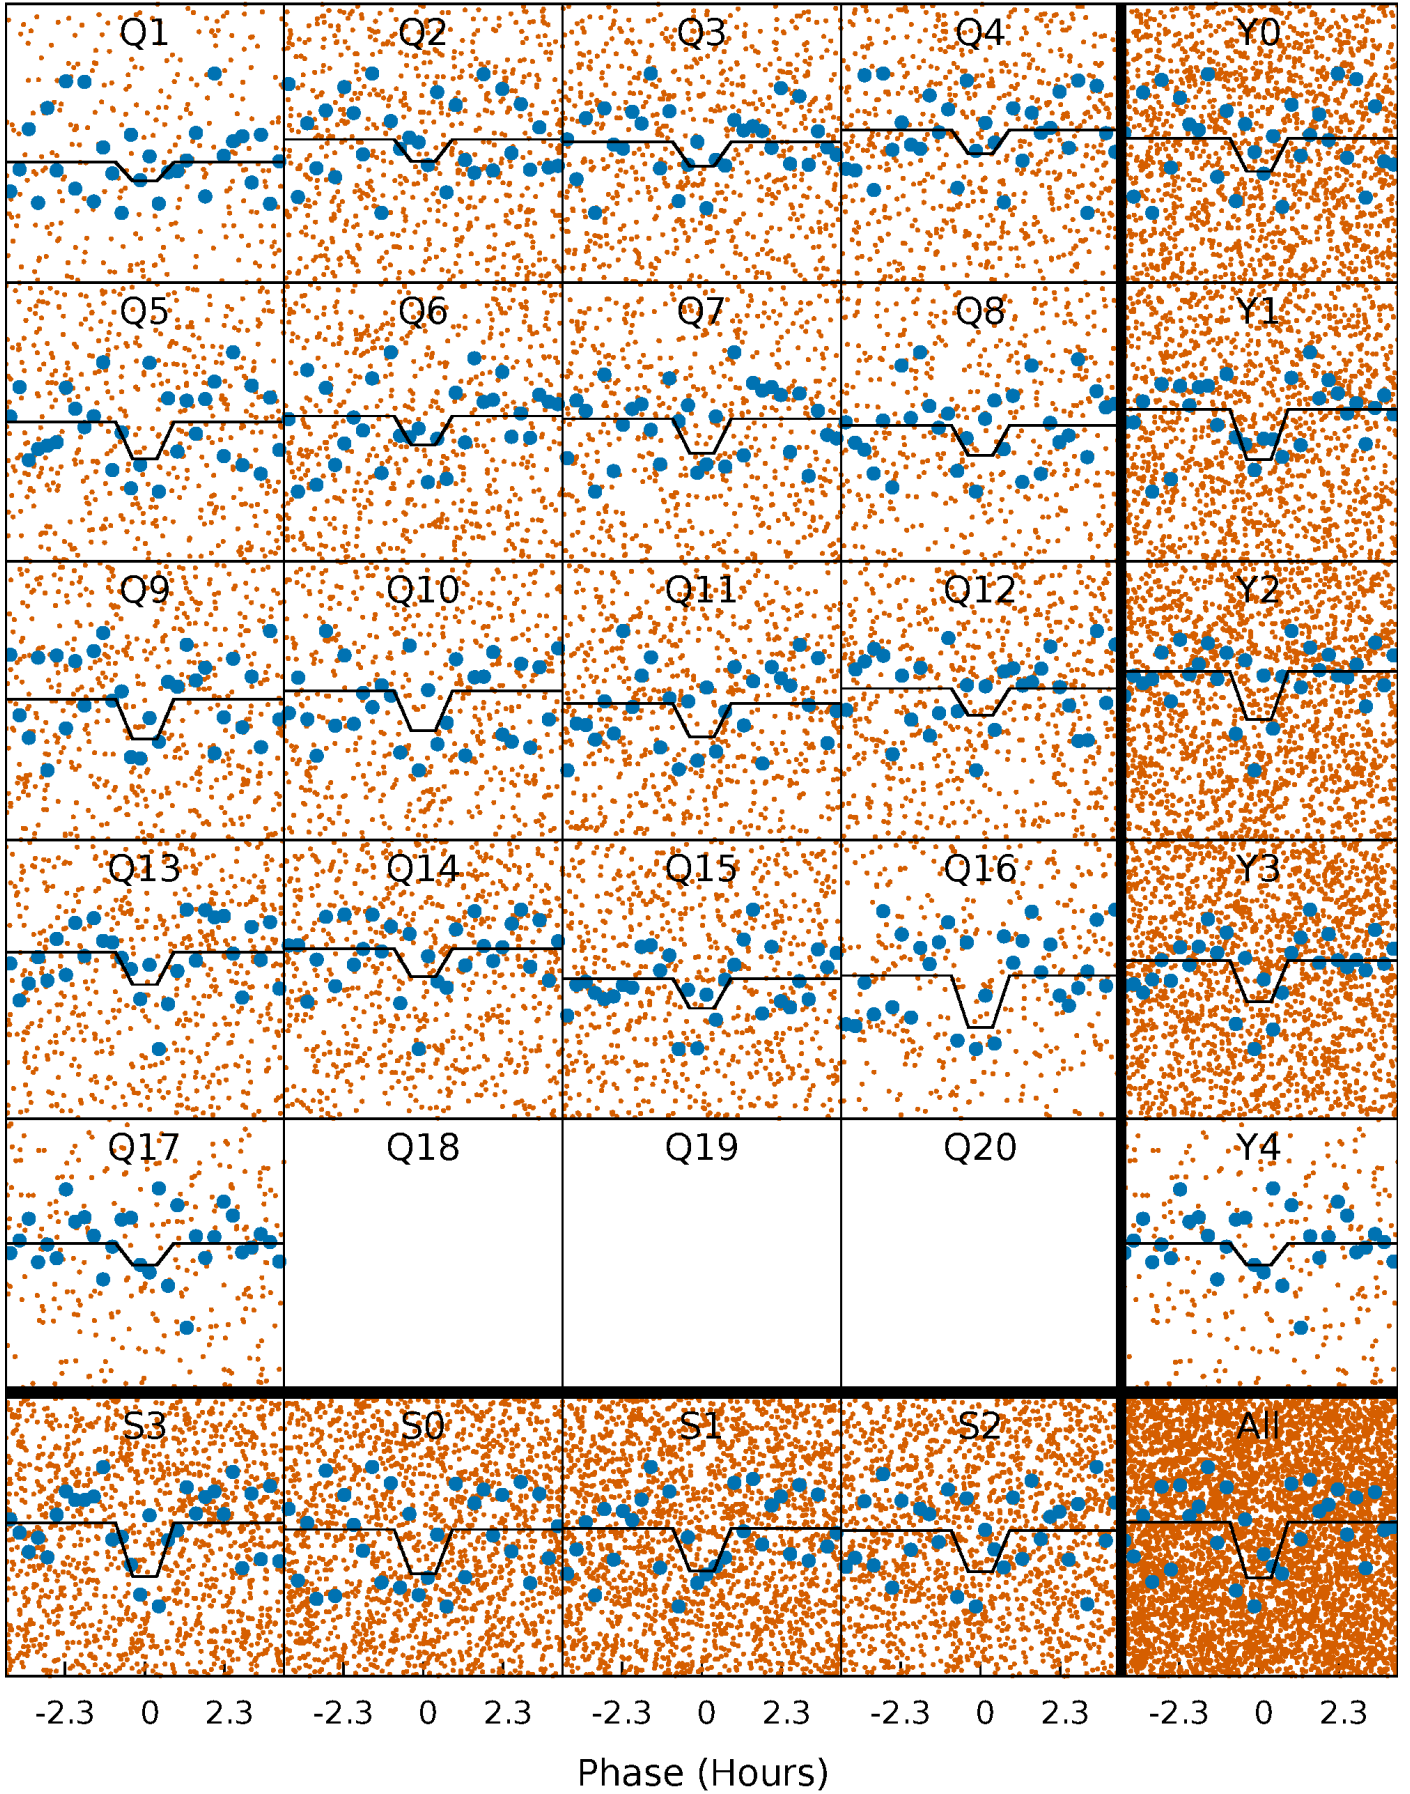 Q1 Q2 Q3 Q4 Y0
Q5 Q6 Q7 Q8 Y1
Q9 Q10 Q11 Q12 Y2
Q13 Q14 Q15 Q16 Y3
Q17 Q18 Q19 Q20 Y4
S3 S0 S1 S2 All
-2.3 0 2.3 -2.3 0 2.3 -2.3 0 2.3 -2.3 0 2.3 -2.3 0 2.3
Phase (Hours)